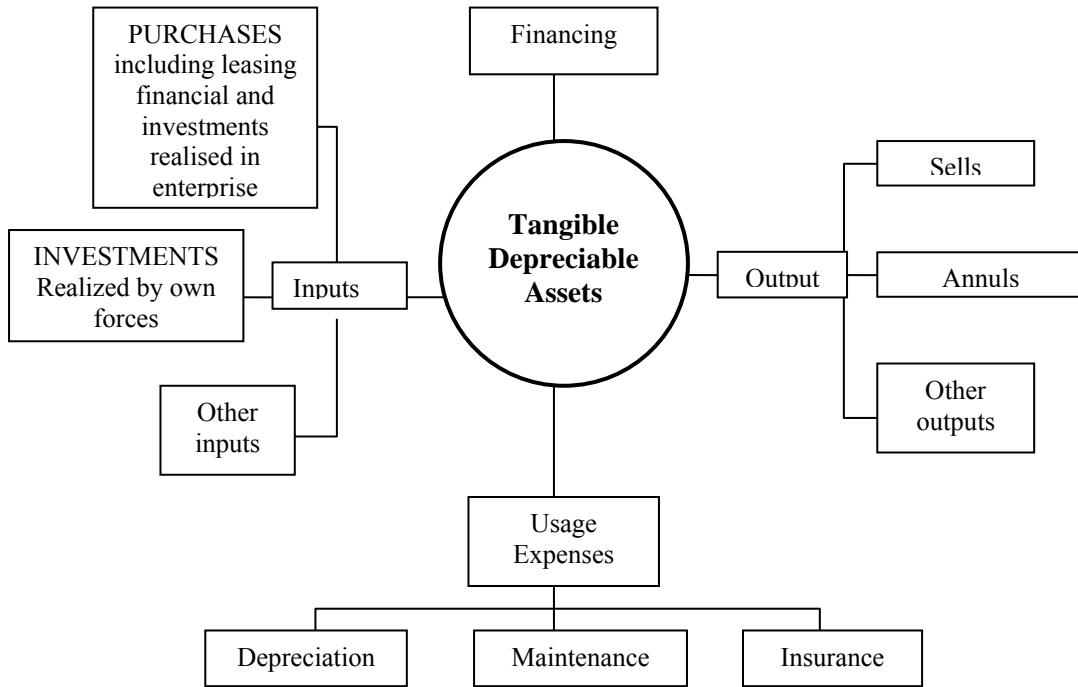 PURCHASES
including leasing
financial and
investments
realised in
enterprise
Financing
Sells
Tangible
Depreciable
Assets
INVESTMENTS
Realized by own
forces
Inputs
Output
Annuls
Other
inputs
Other
outputs
Usage
Expenses
Depreciation
Maintenance
Insurance